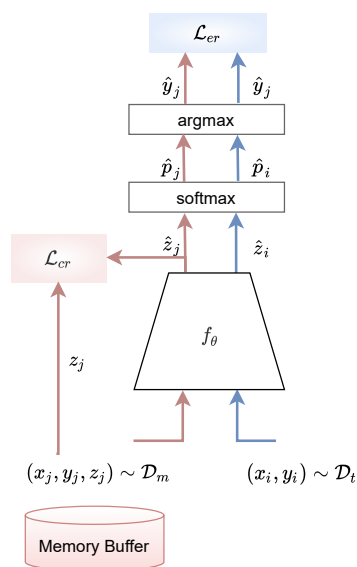 ℒ_er
ŷ_j ŷ_j
argmax
p̂_j p̂_i
softmax
ẑ_j ẑ_i
ℒ_cr
f_θ
z_j
(x_j, y_j, z_j) ∼ 𝒟_m (x_i, y_i) ∼ 𝒟_t
Memory Buffer